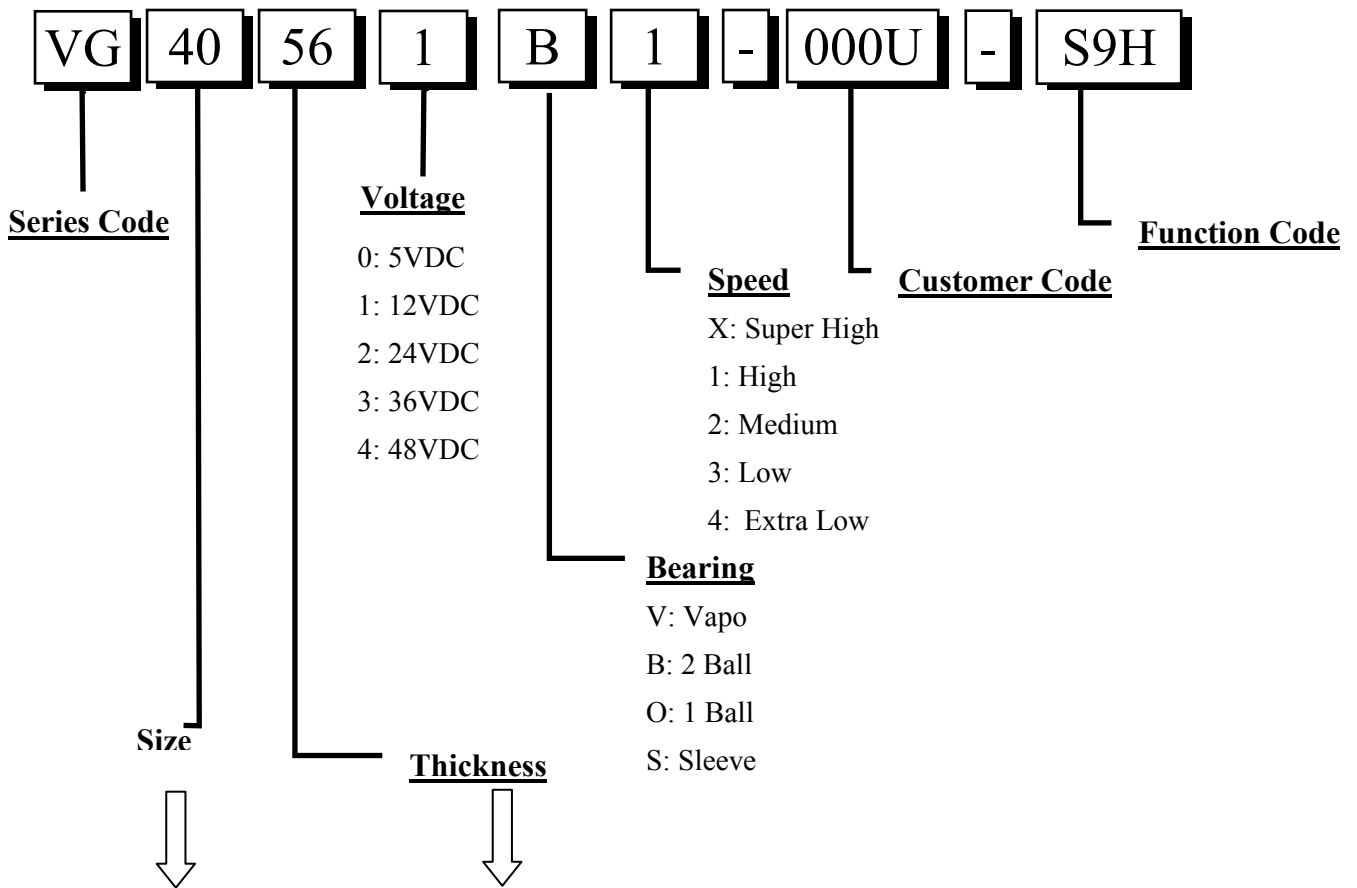 VG 40 56 1 B 1 - 000U - S9H
Series Code
Voltage
0: 5VDC
1: 12VDC
2: 24VDC
3: 36VDC
4: 48VDC
Function Code
Speed
X: Super High
1: High
2: Medium
3: Low
4: Extra Low
Customer Code
Bearing
V: Vapo
B: 2 Ball
O: 1 Ball
S: Sleeve
Size
Thickness